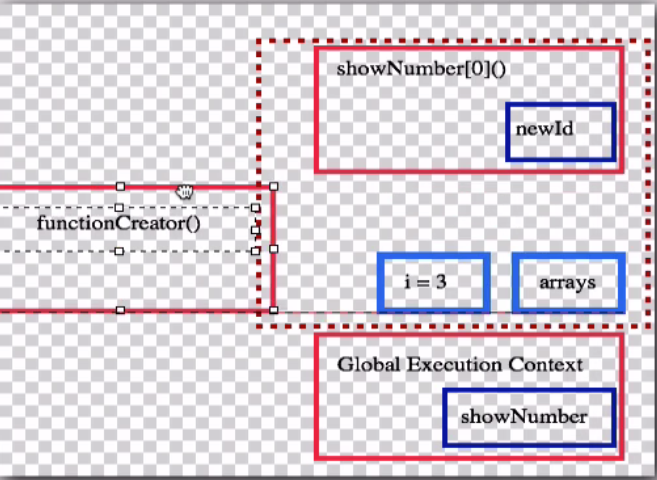 showNumber[0]()
newId
functionCreator()
i = 3
arrays
Global Execution Context
showNumber